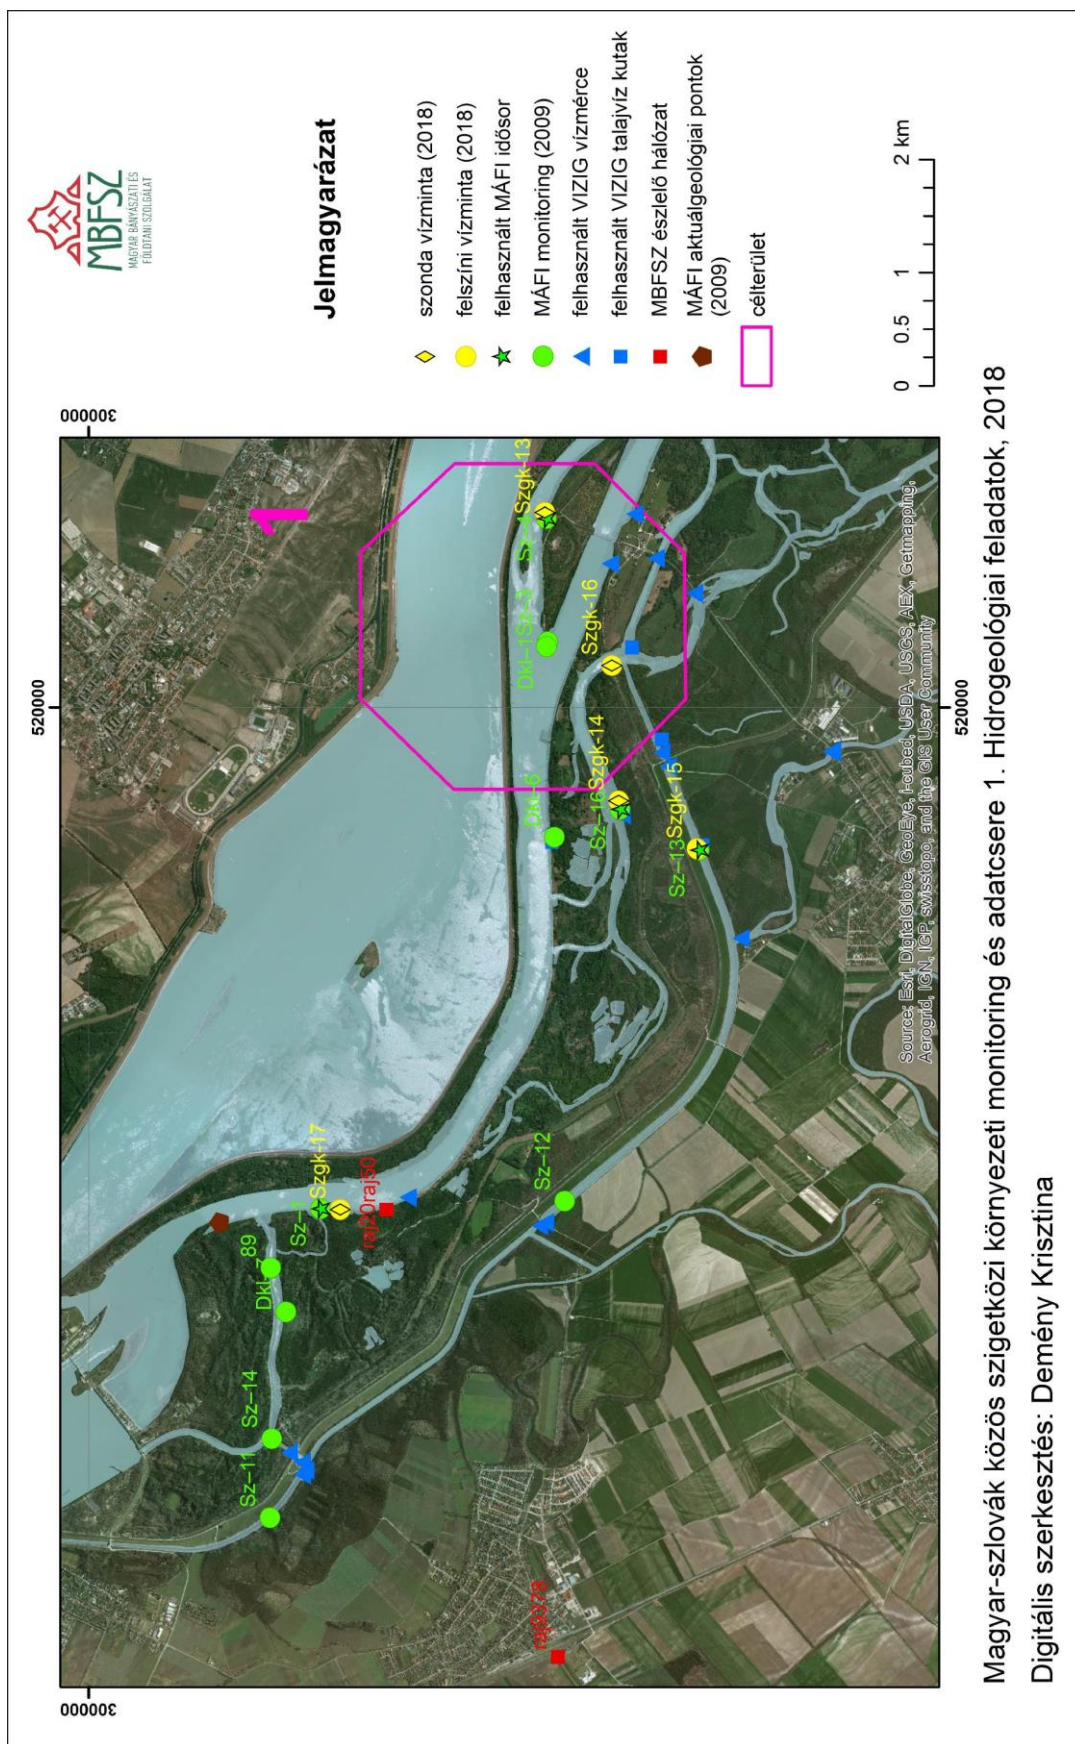 MBFSZ
MAGYAR BÁNYÁSZATI ÉS
FÖLDTANI SZOLGÁLAT
Jelmagyarázat
szonda vízminta (2018)
felszíni vízminta (2018)
felhasznált MÁFI idősor
MÁFI monitoring (2009)
felhasznált VIZIG vízmérce
felhasznált VIZIG talajvíz kutak
MBFSZ észlelő hálózat
MÁFI aktuálgeológiai pontok
(2009)
célterület
0 0.5 1 2 km
520000
300000
300000
520000
1
Sz–11
Sz–14
Dkl–7
89
Sz–1
Szgk-17
raj20raj50
raj9378
Sz–12
Dkl–6
Dkl–1Sz–3
Sz–4
Szgk-13
Szgk-16
Sz–16
Szgk-14
Sz–13
Szgk-15
Source: Esri, DigitalGlobe, GeoEye, i-cubed, USDA, USGS, AEX, Getmapping,
Aerogrid, IGN, IGP, swisstopo, and the GIS User Community
Magyar-szlovák közös szigetközi környezeti monitoring és adatcsere 1. Hidrogeológiai feladatok, 2018
Digitális szerkesztés: Demény Krisztina